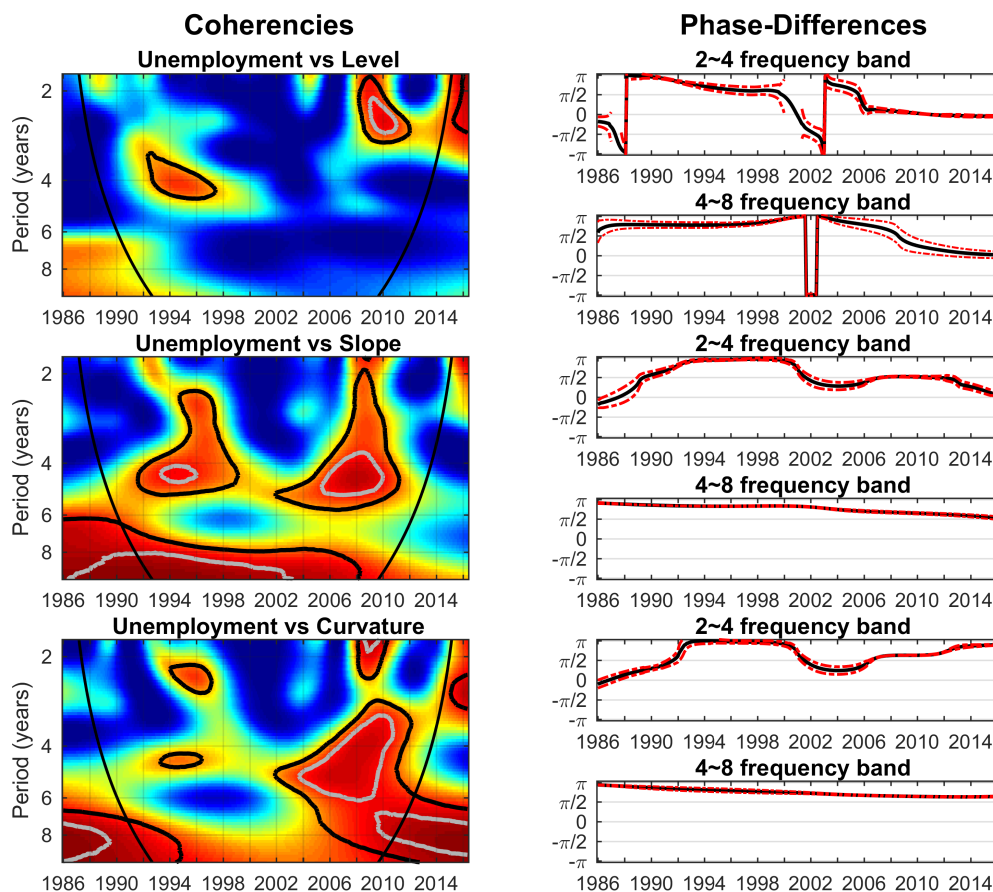 Coherencies
Unemployment vs Level
Period (years)
2
4
6
8
1986 1990 1994 1998 2002 2006 2010 2014
Unemployment vs Slope
Period (years)
2
4
6
8
1986 1990 1994 1998 2002 2006 2010 2014
Unemployment vs Curvature
Period (years)
2
4
6
8
1986 1990 1994 1998 2002 2006 2010 2014
Phase-Differences
2~4 frequency band
π
π/2
0
-π/2
-π
1986 1990 1994 1998 2002 2006 2010 2014
4~8 frequency band
π
π/2
0
-π/2
-π
1986 1990 1994 1998 2002 2006 2010 2014
2~4 frequency band
π
π/2
0
-π/2
-π
1986 1990 1994 1998 2002 2006 2010 2014
4~8 frequency band
π
π/2
0
-π/2
-π
1986 1990 1994 1998 2002 2006 2010 2014
2~4 frequency band
π
π/2
0
-π/2
-π
1986 1990 1994 1998 2002 2006 2010 2014
4~8 frequency band
π
π/2
0
-π/2
-π
1986 1990 1994 1998 2002 2006 2010 2014